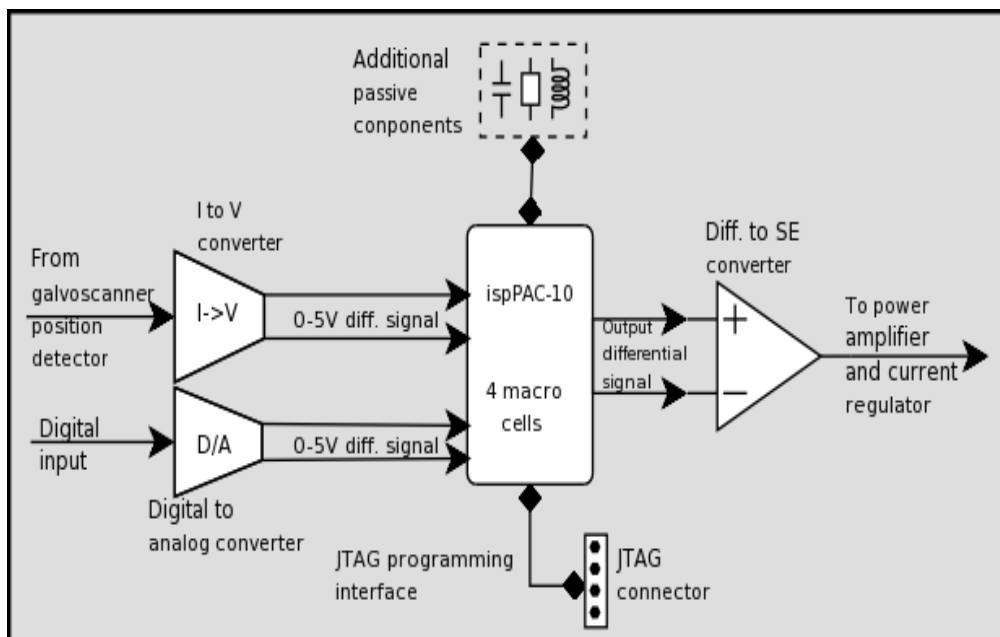 Additional
passive
conponents
I to V
converter
From
galvoscanner
position
detector
I->V
0-5V diff. signal
ispPAC-10
4 macro
cells
Output
differential
signal
Diff. to SE
converter
+
−
To power
amplifier
and current
regulator
Digital
input
D/A
0-5V diff. signal
Digital to
analog converter
JTAG programming
interface
JTAG
connector